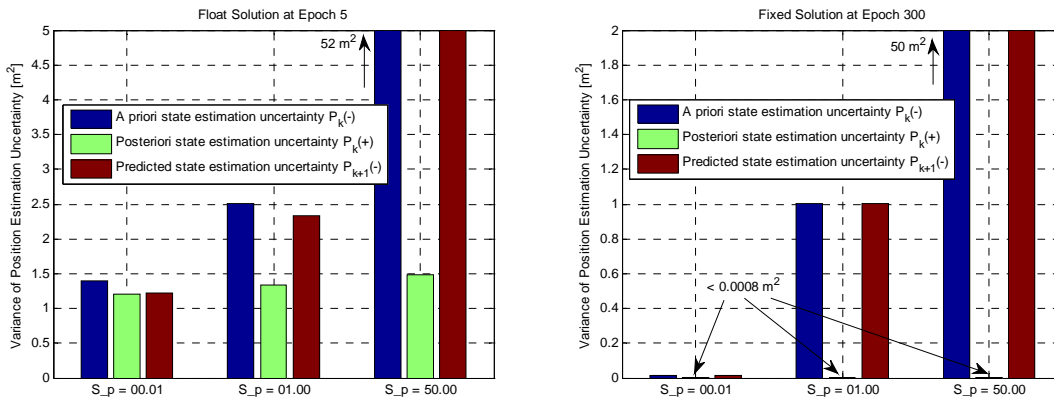 Float Solution at Epoch 5
Variance of Position Estimation Uncertainty [m²]
5
4.5
4
3.5
3
2.5
2
1.5
1
0.5
0
52 m²
A priori state estimation uncertainty P_k(-)
Posteriori state estimation uncertainty P_k(+)
Predicted state estimation uncertainty P_{k+1}(-)
S_p = 00.01 S_p = 01.00 S_p = 50.00
Fixed Solution at Epoch 300
Variance of Position Estimation Uncertainty [m²]
2
1.8
1.6
1.4
1.2
1
0.8
0.6
0.4
0.2
0
50 m²
A priori state estimation uncertainty P_k(-)
Posteriori state estimation uncertainty P_k(+)
Predicted state estimation uncertainty P_{k+1}(-)
< 0.0008 m²
S_p = 00.01 S_p = 01.00 S_p = 50.00